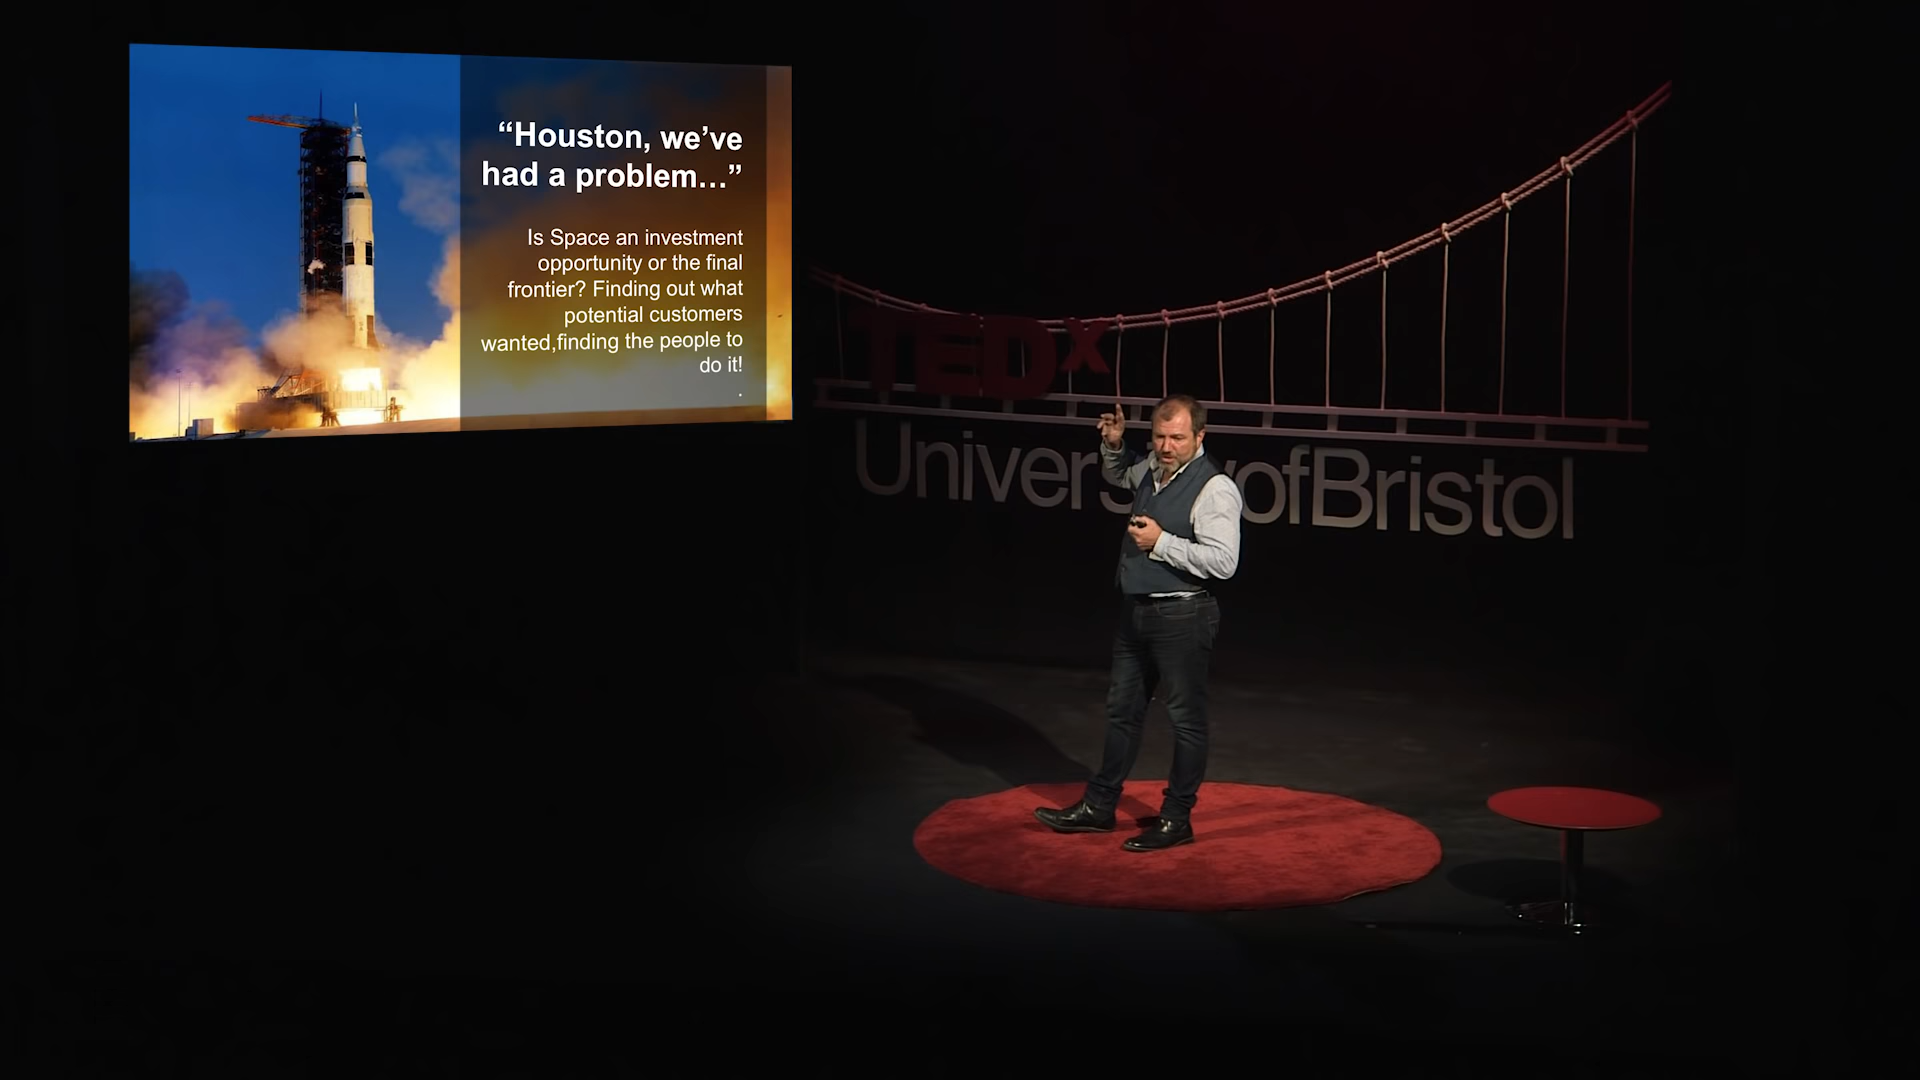 “Houston, we’ve
had a problem…”
Is Space an investment
opportunity or the final
frontier? Finding out what
potential customers
wanted,finding the people to
do it!
.
TEDx
UniversityofBristol